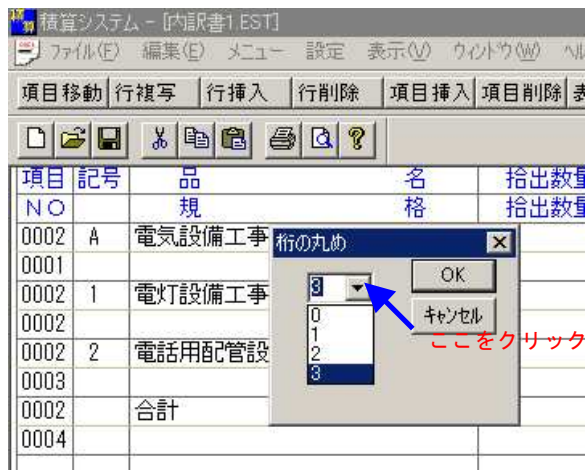 積算システム - [内訳書1.EST]
ファイル(F) 編集(E) メニュー 設定 表示(V) ウィンドウ(W) ヘル
項目移動 行複写 行挿入 行削除 項目挿入 項目削除
項目 記号 品 名 拾出数量
NO 規 格 拾出数量
0002 A 電気設備工事
0001
0002 1 電灯設備工事
0002
0002 2 電話用配管設
0003
0002 合計
0004
桁の丸め
3
OK
0
キャンセル
1
2
3
ここをクリック